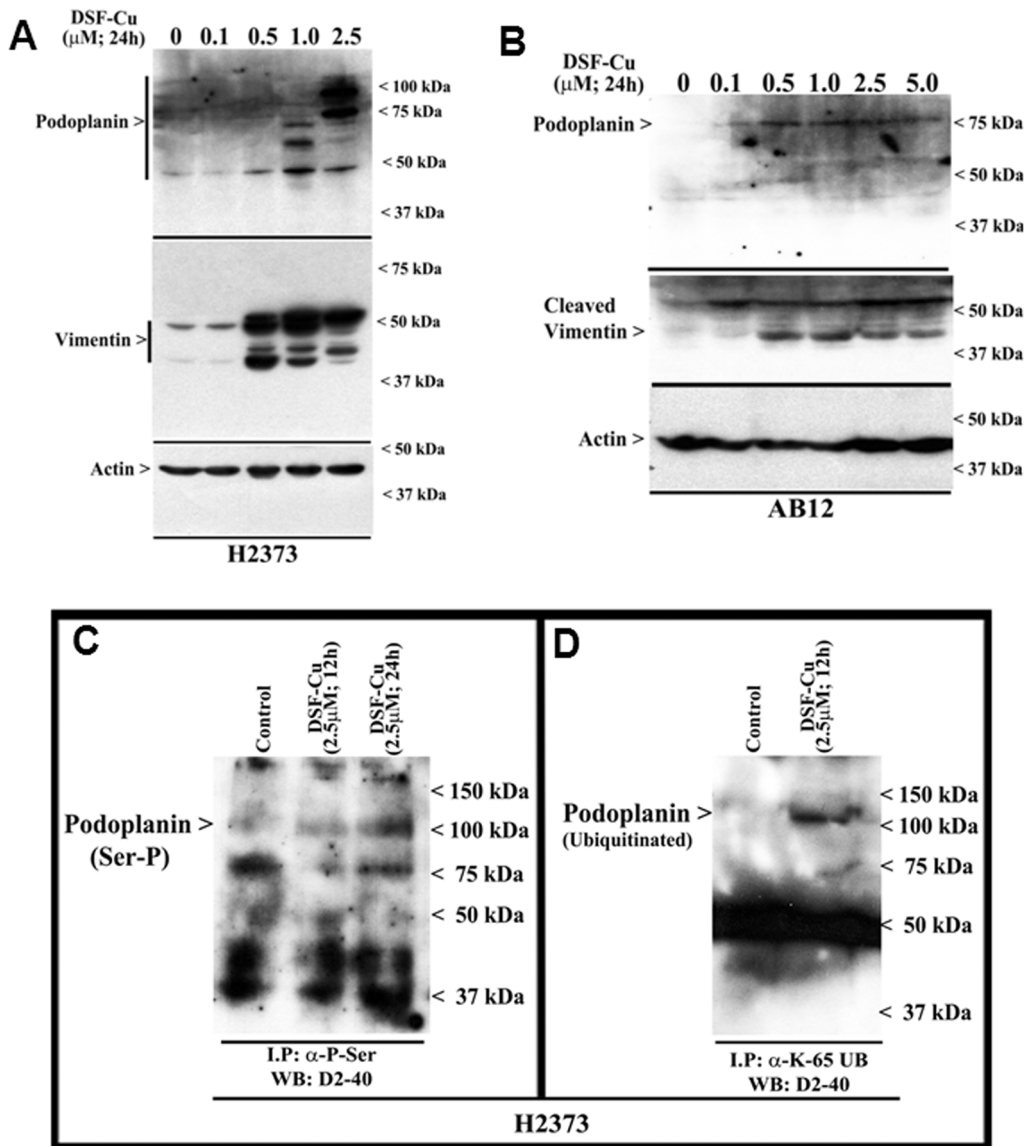 A
DSF-Cu
(µM; 24h)
0 0.1 0.5 1.0 2.5
Podoplanin >
< 100 kDa
< 75 kDa
< 50 kDa
< 37 kDa
Vimentin >
< 75 kDa
< 50 kDa
< 37 kDa
Actin >
< 50 kDa
< 37 kDa
H2373
B
DSF-Cu
(µM; 24h)
0 0.1 0.5 1.0 2.5 5.0
Podoplanin >
< 75 kDa
< 50 kDa
< 37 kDa
Cleaved
Vimentin >
< 50 kDa
< 37 kDa
Actin >
< 50 kDa
< 37 kDa
AB12
C
Control
DSF-Cu
(2.5µM; 12h)
DSF-Cu
(2.5µM; 24h)
Podoplanin >
(Ser-P)
< 150 kDa
< 100 kDa
< 75 kDa
< 50 kDa
< 37 kDa
I.P: α-P-Ser
WB: D2-40
D
Control
DSF-Cu
(2.5µM; 12h)
Podoplanin >
(Ubiquitinated)
< 150 kDa
< 100 kDa
< 75 kDa
< 50 kDa
< 37 kDa
I.P: α-K-65 UB
WB: D2-40
H2373